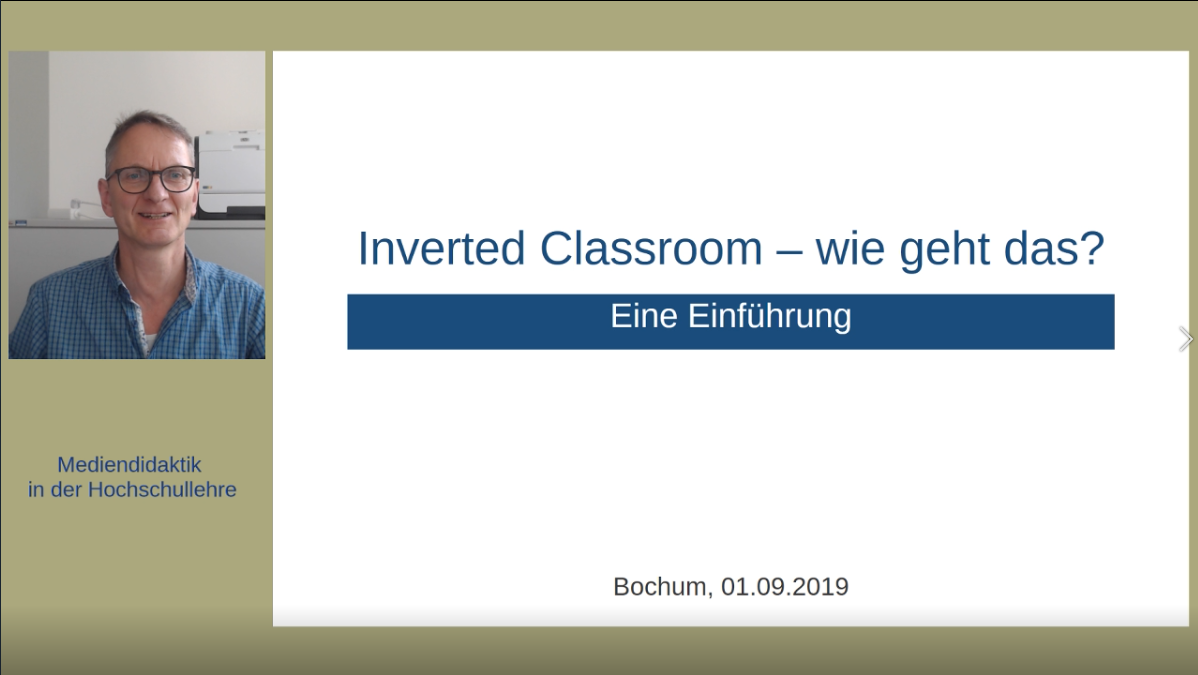 Inverted Classroom – wie geht das?
Eine Einführung
Mediendidaktik
in der Hochschullehre
Bochum, 01.09.2019